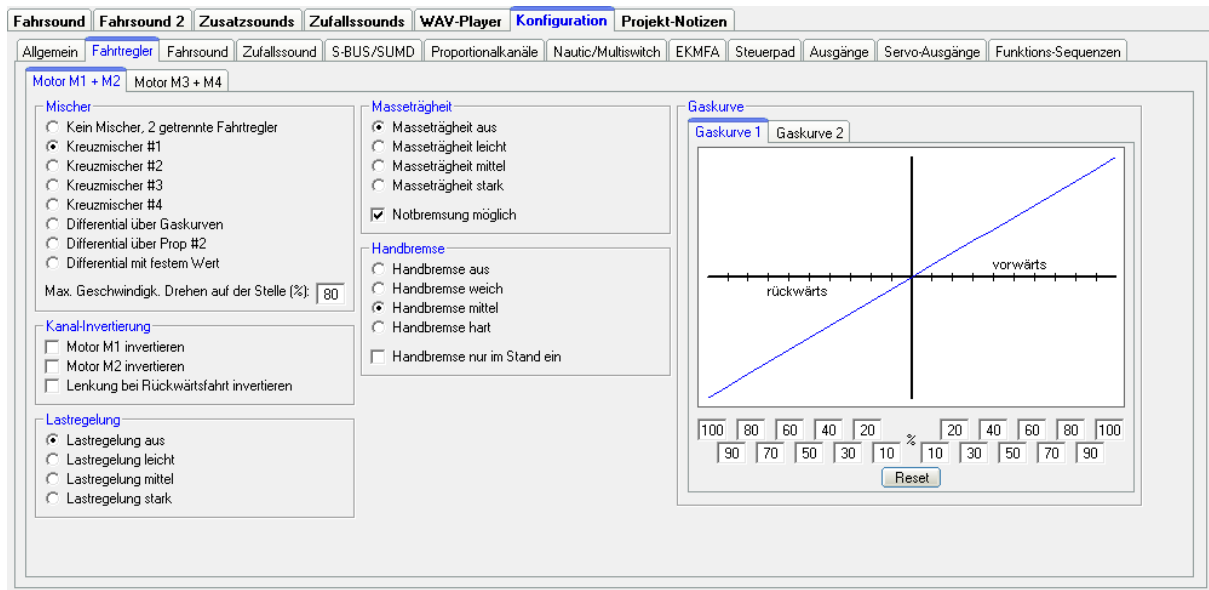 Fahrsound Fahrsound 2 Zusatzsounds Zufallssounds WAV-Player Konfiguration Projekt-Notizen
Allgemein Fahrtregler Fahrsound Zufallssound S-BUS/SUMD Proportionalkanäle Nautic/Multiswitch EKMFA Steuerpad Ausgänge Servo-Ausgänge Funktions-Sequenzen
Motor M1 + M2 Motor M3 + M4
Mischer
Kein Mischer, 2 getrennte Fahrtregler
Kreuzmischer #1
Kreuzmischer #2
Kreuzmischer #3
Kreuzmischer #4
Differential über Gaskurven
Differential über Prop #2
Differential mit festem Wert
Max. Geschwindigk. Drehen auf der Stelle (%): 80
Kanal-Invertierung
Motor M1 invertieren
Motor M2 invertieren
Lenkung bei Rückwärtsfahrt invertieren
Lastregelung
Lastregelung aus
Lastregelung leicht
Lastregelung mittel
Lastregelung stark
Masseträgheit
Masseträgheit aus
Masseträgheit leicht
Masseträgheit mittel
Masseträgheit stark
Notbremsung möglich
Handbremse
Handbremse aus
Handbremse weich
Handbremse mittel
Handbremse hart
Handbremse nur im Stand ein
Gaskurve
Gaskurve 1 Gaskurve 2
vorwärts
rückwärts
100 80 60 40 20 % 20 40 60 80 100
90 70 50 30 10 10 30 50 70 90
Reset